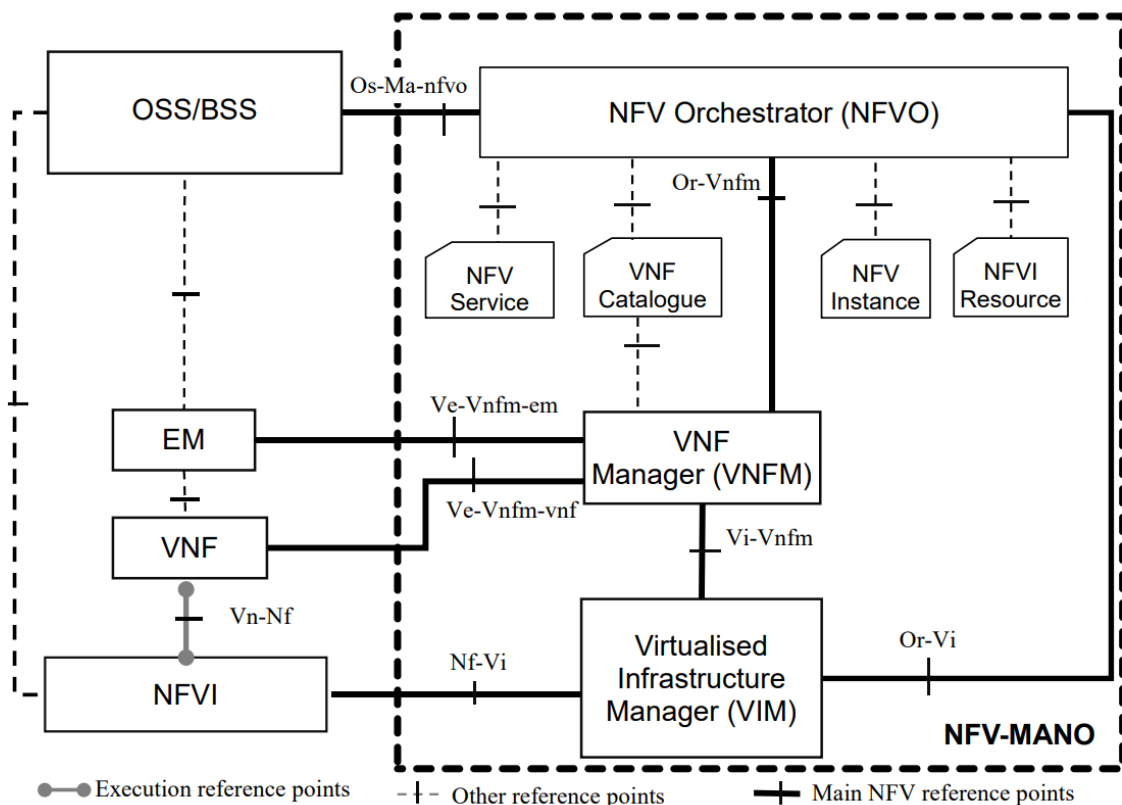 Os-Ma-nfvo
OSS/BSS
NFV Orchestrator (NFVO)
Or-Vnfm
NFV
Service
VNF
Catalogue
NFV
Instance
NFVI
Resource
Ve-Vnfm-em
EM
VNF
Manager (VNFM)
Ve-Vnfm-vnf
VNF
Vi-Vnfm
Vn-Nf
Virtualised
Infrastructure
Manager (VIM)
Or-Vi
Nf-Vi
NFVI
NFV-MANO
Execution reference points
Other reference points
Main NFV reference points